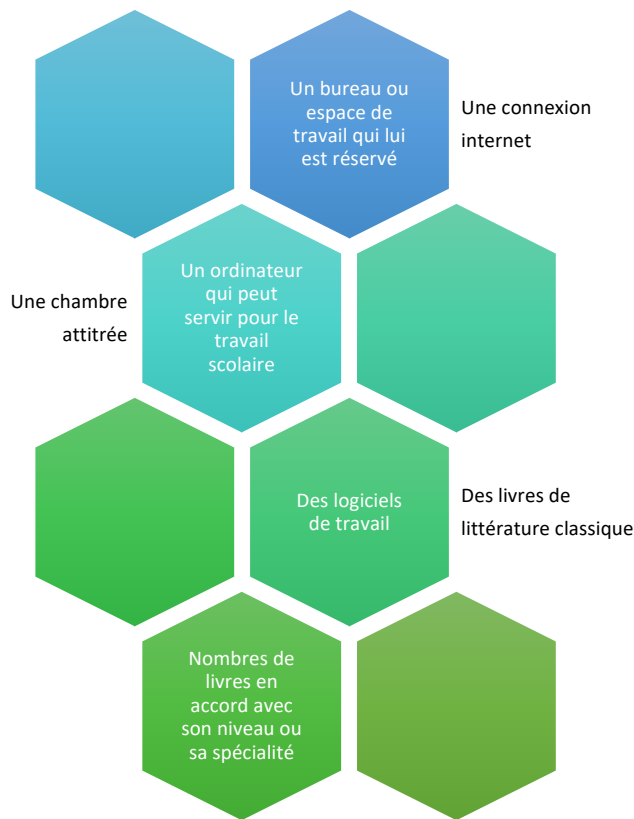 Un bureau ou
espace de
travail qui lui
est réservé
Une connexion
internet
Une chambre
attitrée
Un ordinateur
qui peut
servir pour le
travail
scolaire
Des logiciels
de travail
Des livres de
littérature classique
Nombres de
livres en
accord avec
son niveau ou
sa spécialité